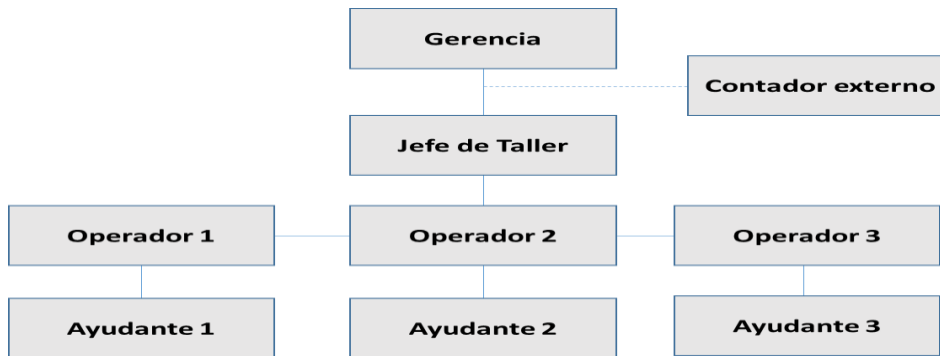 Gerencia
Contador externo
Jefe de Taller
Operador 1
Operador 2
Operador 3
Ayudante 1
Ayudante 2
Ayudante 3